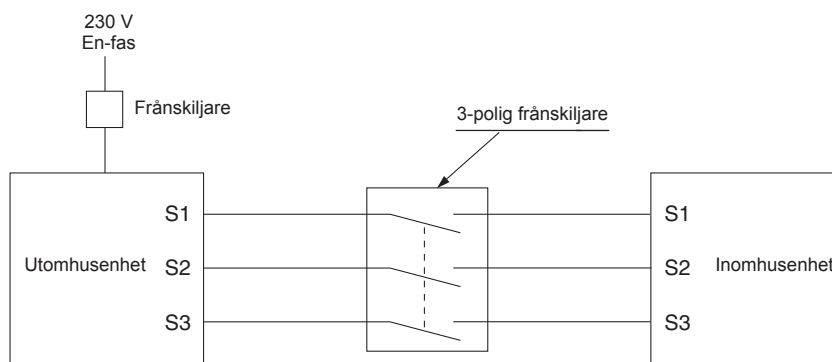 230 V
En-fas
Frånskiljare
3-polig frånskiljare
S1
S1
Utomhusenhet
S2
S2
Inomhusenhet
S3
S3